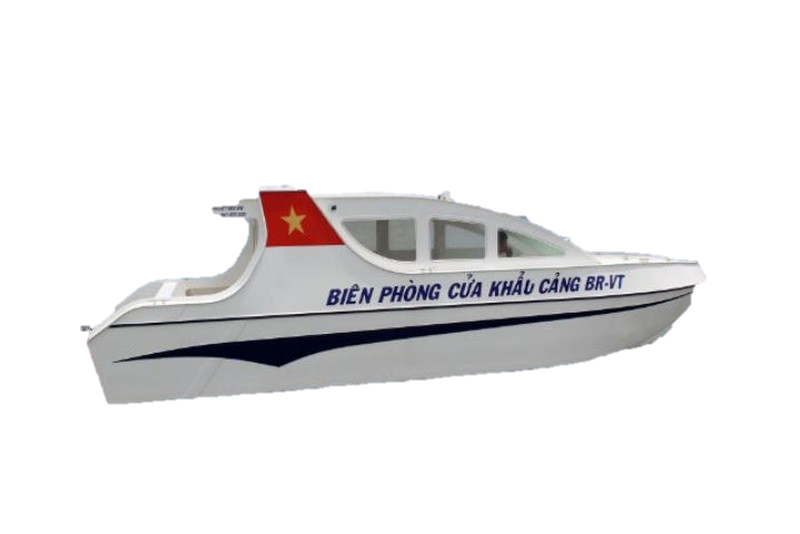 BIÊN PHÒNG CỬA KHẨU CẢNG BR-VT